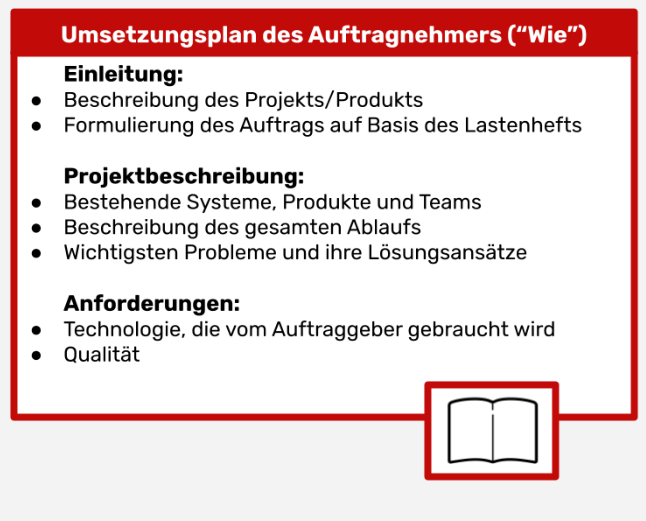 Umsetzungsplan des Auftragnehmers (“Wie”)
Einleitung:
● Beschreibung des Projekts/Produkts
● Formulierung des Auftrags auf Basis des Lastenhefts
Projektbeschreibung:
● Bestehende Systeme, Produkte und Teams
● Beschreibung des gesamten Ablaufs
● Wichtigsten Probleme und ihre Lösungsansätze
Anforderungen:
● Technologie, die vom Auftraggeber gebraucht wird
● Qualität